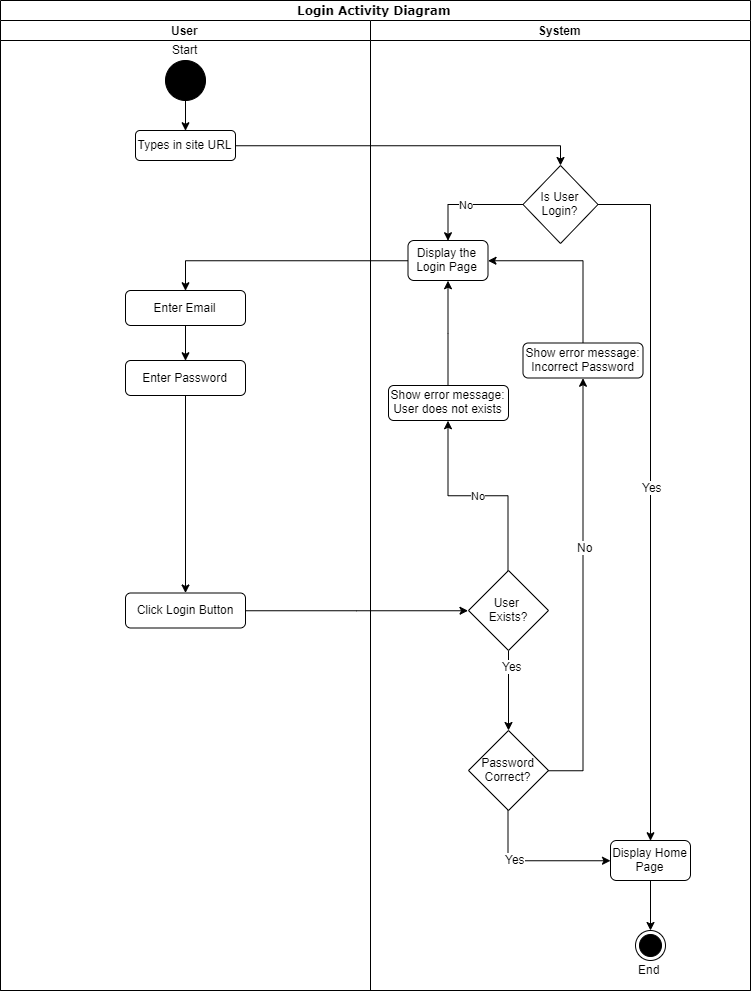 Login Activity Diagram
User
System
Start
Types in site URL
Is User
Login?
No
Display the
Login Page
Enter Email
Show error message:
Incorrect Password
Enter Password
Show error message:
User does not exists
Yes
No
No
User
Exists?
Click Login Button
Yes
Password
Correct?
Yes
Display Home
Page
End